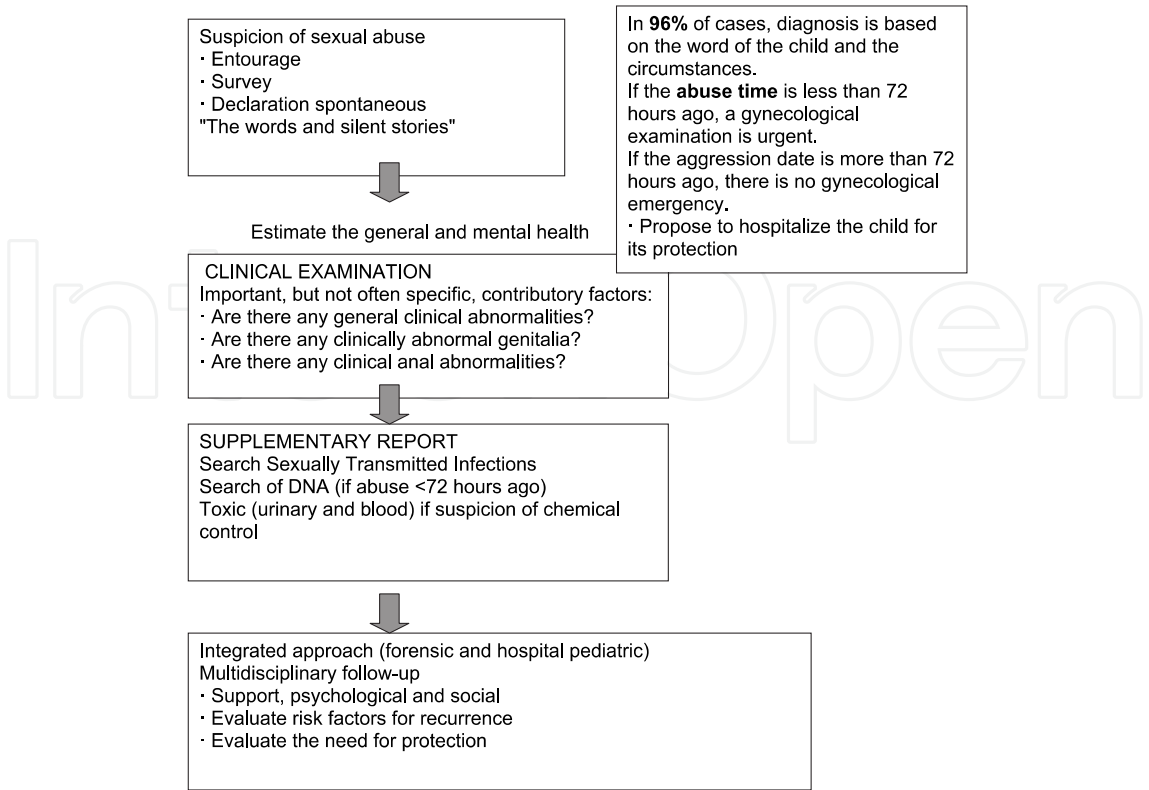 Suspicion of sexual abuse
· Entourage
· Survey
· Declaration spontaneous
"The words and silent stories"
In 96% of cases, diagnosis is based
on the word of the child and the
circumstances.
If the abuse time is less than 72
hours ago, a gynecological
examination is urgent.
If the aggression date is more than 72
hours ago, there is no gynecological
emergency.
· Propose to hospitalize the child for
its protection
Estimate the general and mental health
CLINICAL EXAMINATION
Important, but not often specific, contributory factors:
· Are there any general clinical abnormalities?
· Are there any clinically abnormal genitalia?
· Are there any clinical anal abnormalities?
SUPPLEMENTARY REPORT
Search Sexually Transmitted Infections
Search of DNA (if abuse <72 hours ago)
Toxic (urinary and blood) if suspicion of chemical
control
Integrated approach (forensic and hospital pediatric)
Multidisciplinary follow-up
· Support, psychological and social
· Evaluate risk factors for recurrence
· Evaluate the need for protection